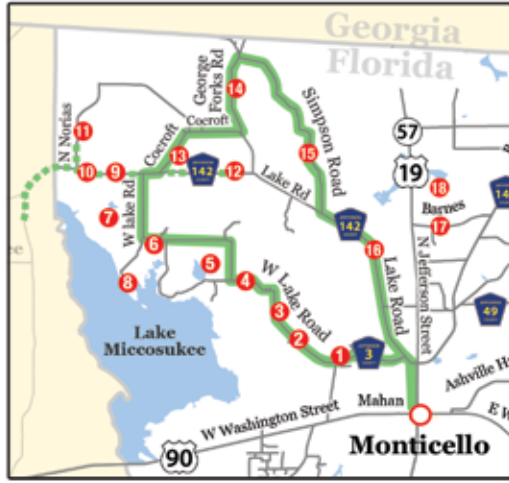 Georgia
Florida
George
Forks Rd
14
57
19
N Norias
11
Cocroft
Simpson Road
Cocroft
13
15
10
9
142
12
Lake Rd
18
Barnes
17
7
W lake Rd
6
142
16
N Jefferson Street
5
W Lake Road
4
8
3
Lake Road
49
Lake
Miccosukee
2
1
3
Ashville H
Mahan
W Washington Street
E W
90
Monticello